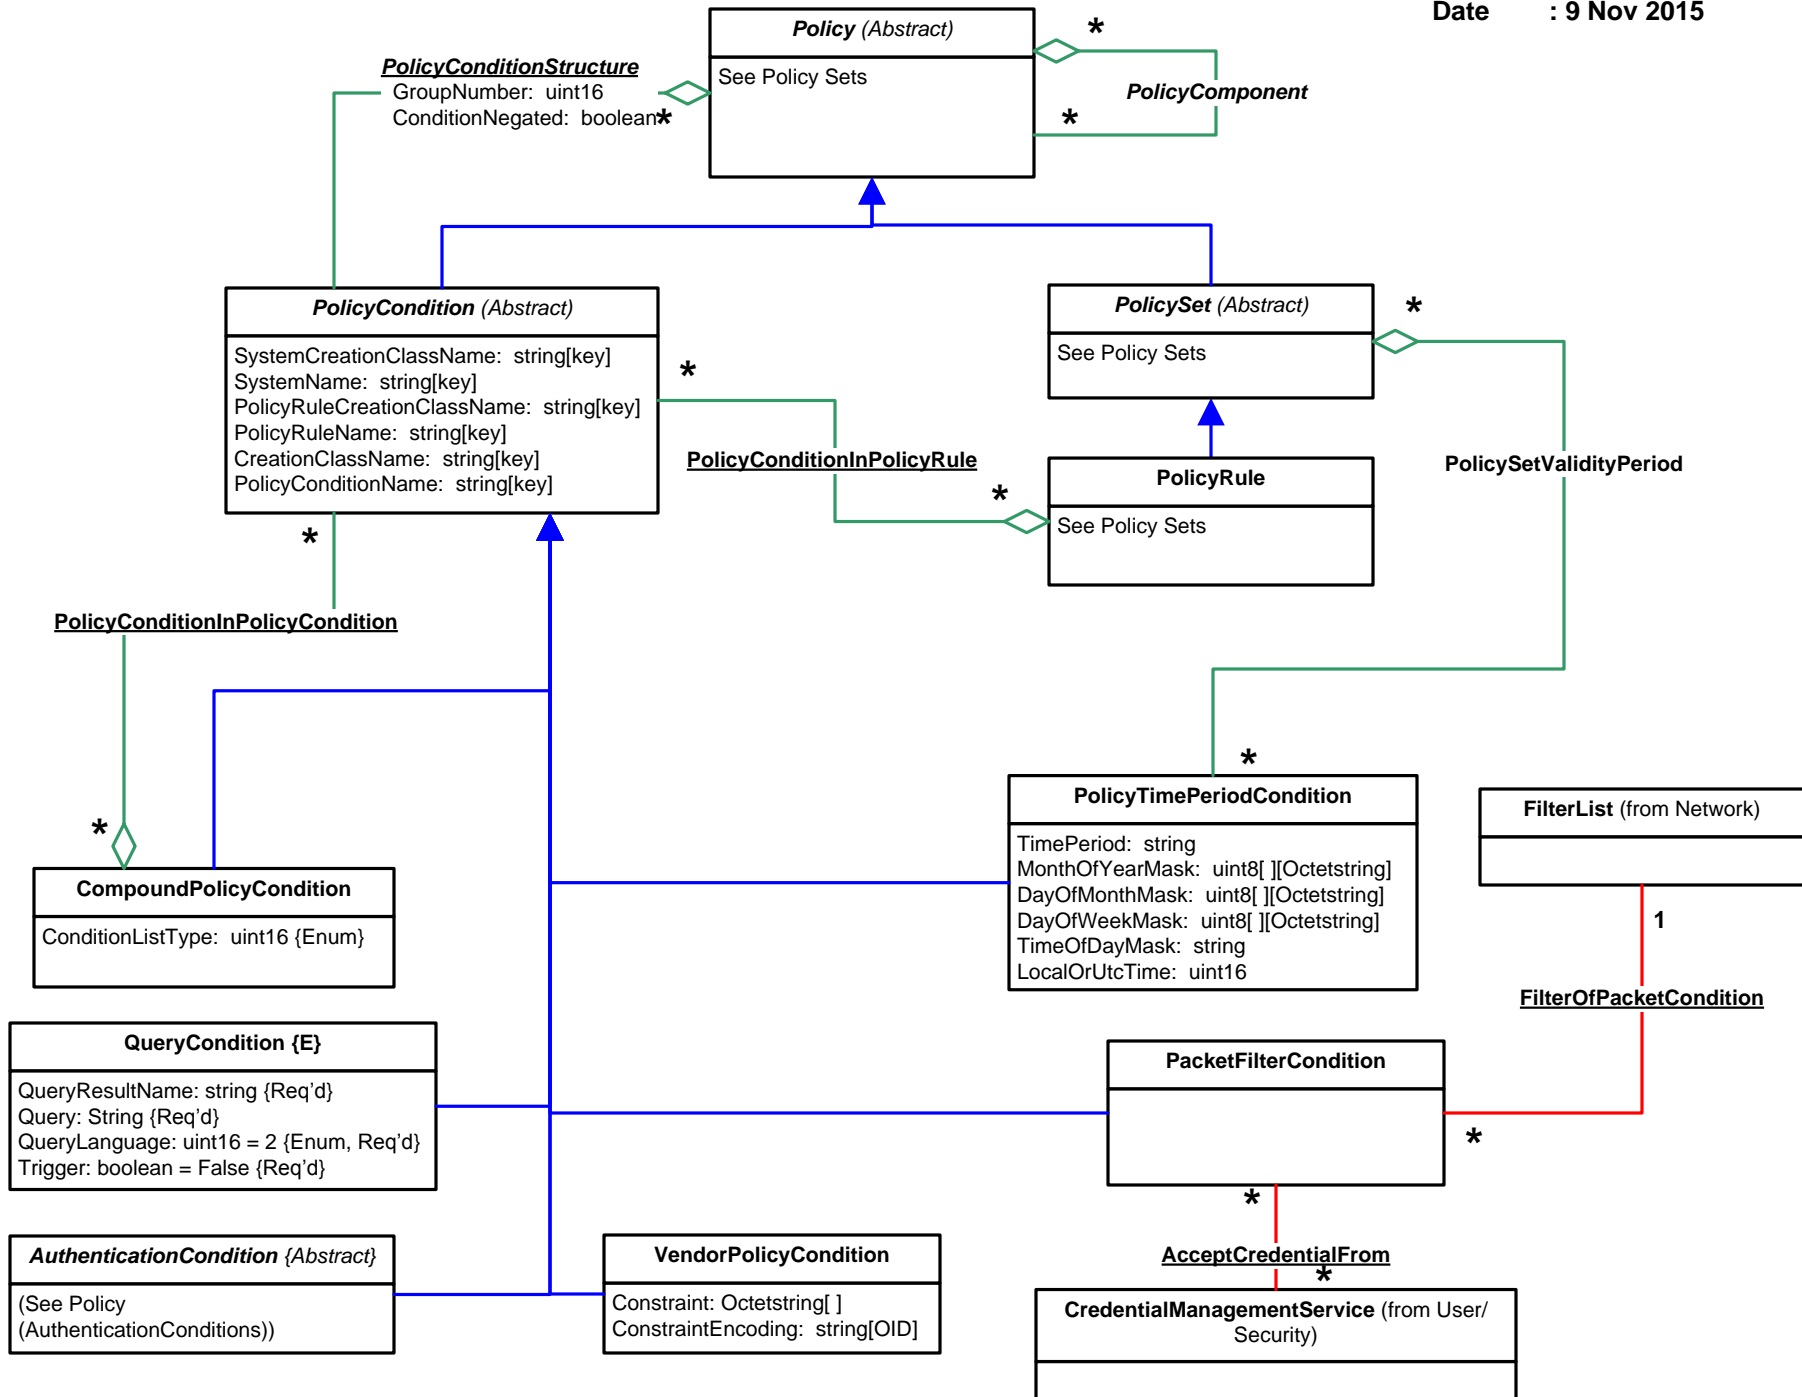 Date : 9 Nov 2015
Policy (Abstract)
See Policy Sets
*
PolicyComponent
*
PolicyConditionStructure
GroupNumber: uint16
ConditionNegated: boolean
*
PolicyCondition (Abstract)
SystemCreationClassName: string[key]
SystemName: string[key]
PolicyRuleCreationClassName: string[key]
PolicyRuleName: string[key]
CreationClassName: string[key]
PolicyConditionName: string[key]
*
*
PolicySet (Abstract)
See Policy Sets
*
PolicyConditionInPolicyRule
*
PolicyRule
See Policy Sets
PolicySetValidityPeriod
*
PolicyConditionInPolicyCondition
*
CompoundPolicyCondition
ConditionListType: uint16 {Enum}
PolicyTimePeriodCondition
TimePeriod: string
MonthOfYearMask: uint8[ ][Octetstring]
DayOfMonthMask: uint8[ ][Octetstring]
DayOfWeekMask: uint8[ ][Octetstring]
TimeOfDayMask: string
LocalOrUtcTime: uint16
FilterList (from Network)
1
FilterOfPacketCondition
*
QueryCondition {E}
QueryResultName: string {Req'd}
Query: String {Req'd}
QueryLanguage: uint16 = 2 {Enum, Req'd}
Trigger: boolean = False {Req'd}
PacketFilterCondition
*
AcceptCredentialFrom
*
AuthenticationCondition {Abstract}
(See Policy
(AuthenticationConditions))
VendorPolicyCondition
Constraint: Octetstring[ ]
ConstraintEncoding: string[OID]
CredentialManagementService (from User/
Security)